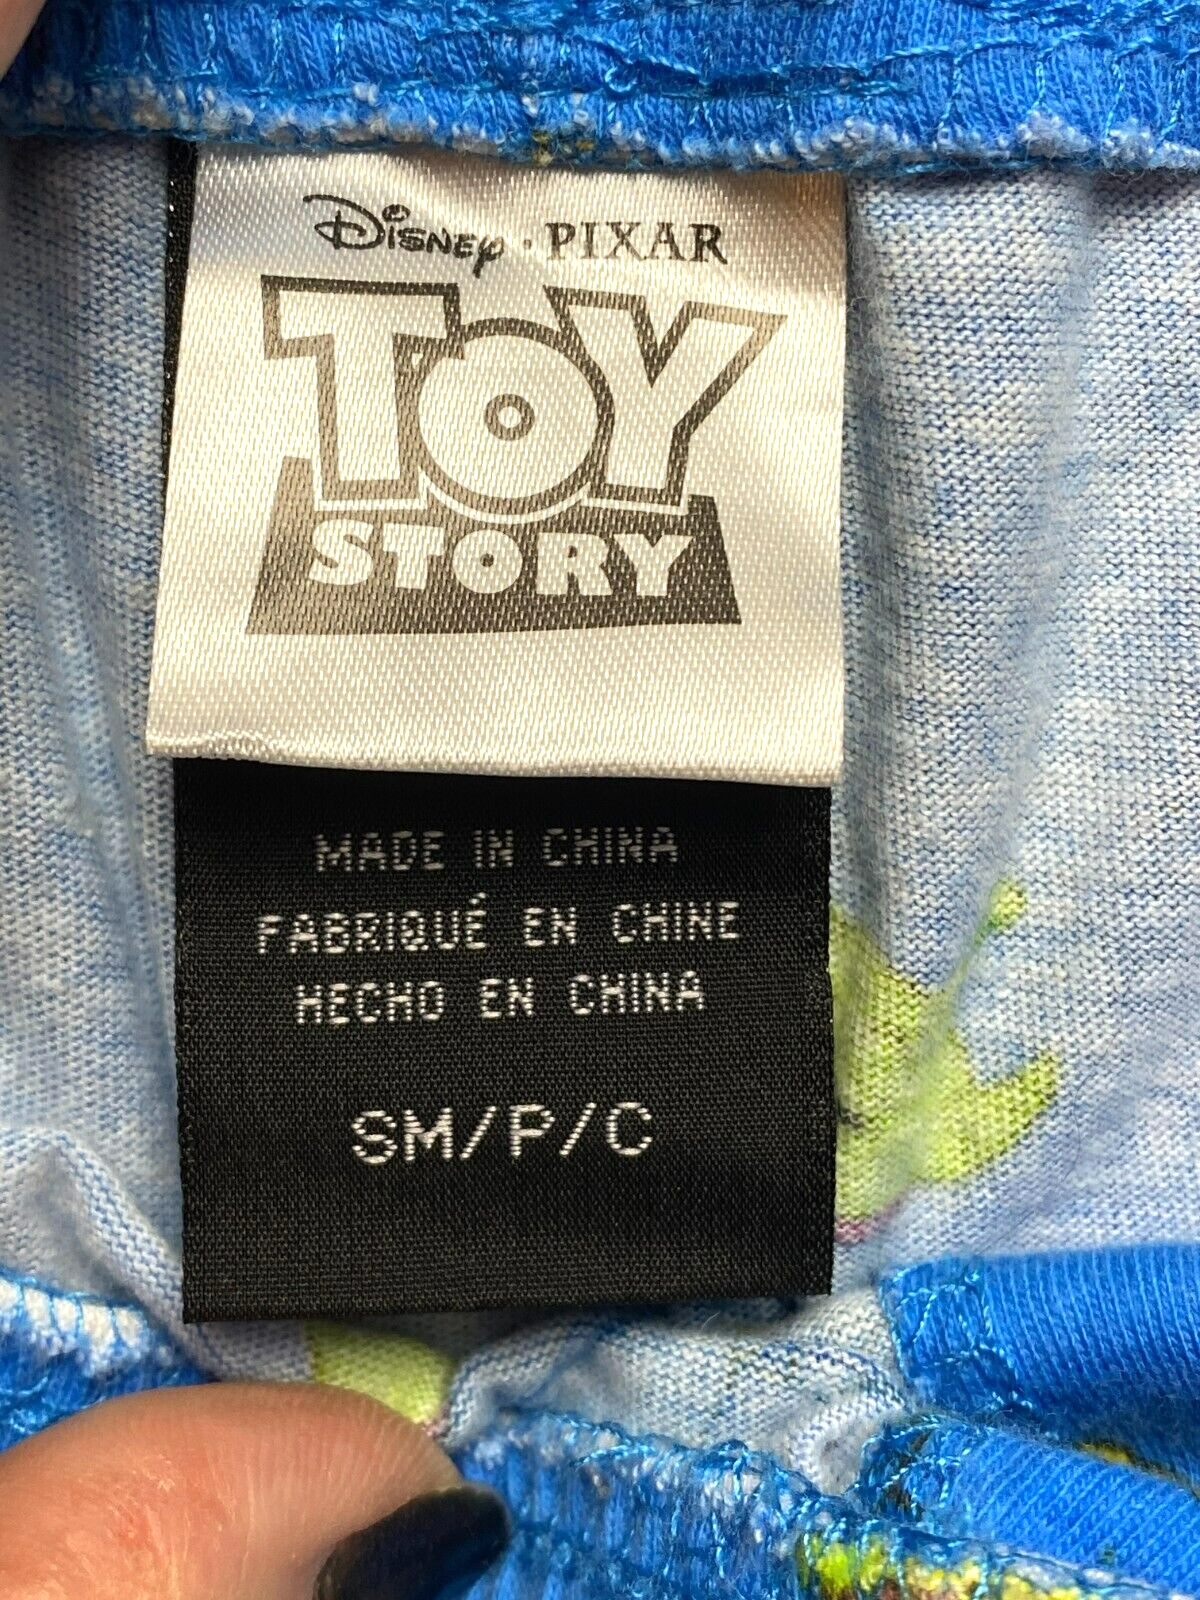 Disney · PIXAR
TOY
STORY
MADE IN CHINA
FABRIQUÉ EN CHINE
HECHO EN CHINA
SM/P/C